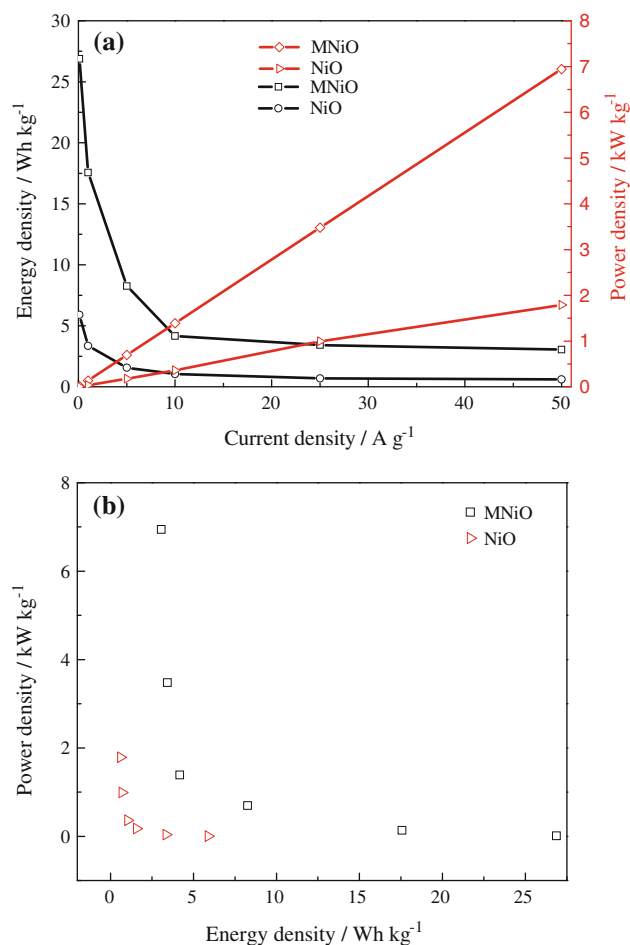 (a)
MNiO
NiO
MNiO
NiO
30
25
20
15
10
5
0
Energy density / Wh kg⁻¹
8
7
6
5
4
3
2
1
0
Power density / kW kg⁻¹
0 10 20 30 40 50
Current density / A g⁻¹
(b)
MNiO
NiO
8
6
4
2
0
Power density / kW kg⁻¹
0 5 10 15 20 25
Energy density / Wh kg⁻¹